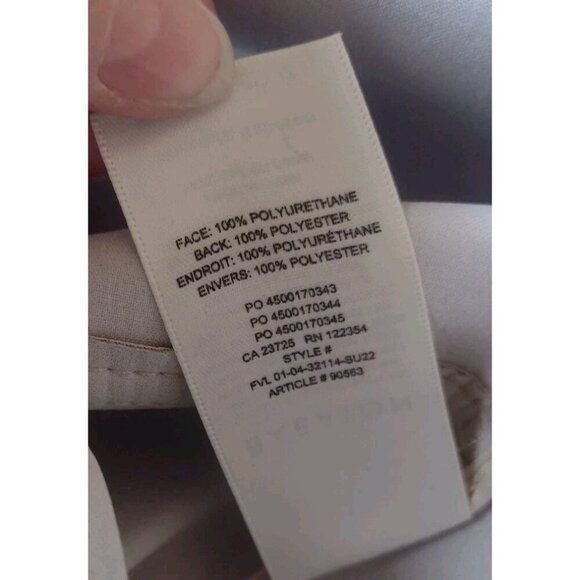 FACE: 100% POLYURETHANE
BACK: 100% POLYESTER
ENDROIT: 100% POLYURÉTHANE
ENVERS: 100% POLYESTER
PO 4500170343
PO 4500170344
PO 4500170345
CA 23725 RN 122354
STYLE #
FVL 01-04-32114-SU22
ARTICLE # 90563